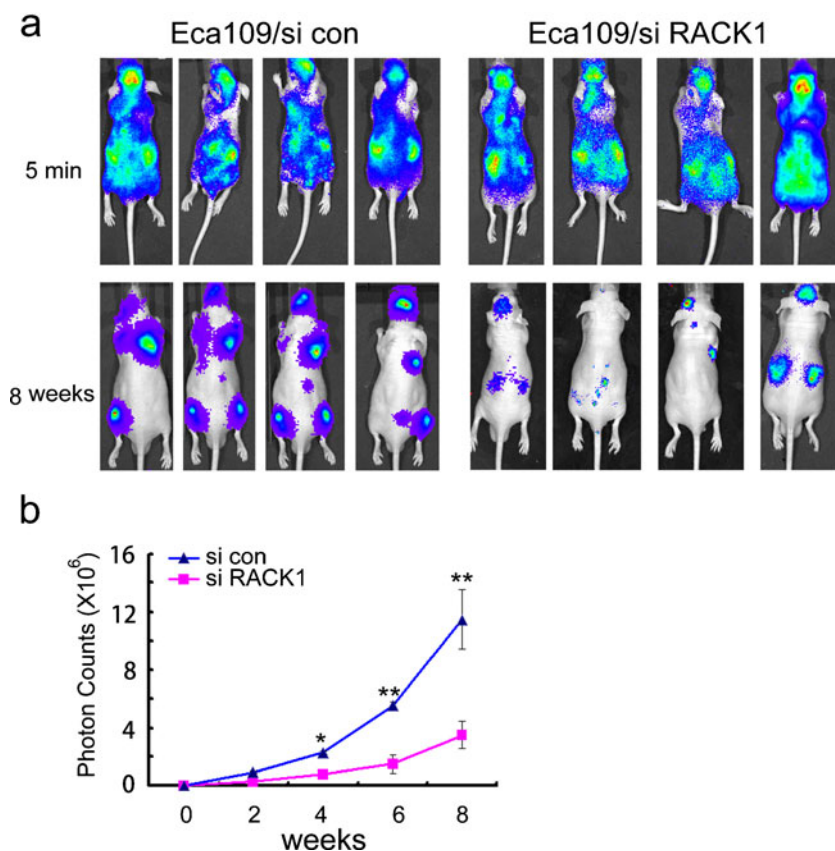 a
Eca109/si con
Eca109/si RACK1
5 min
8 weeks
b
Photon Counts (X10⁶)
16
12
8
4
0
si con
si RACK1
*
**
**
0
2
4
6
8
weeks